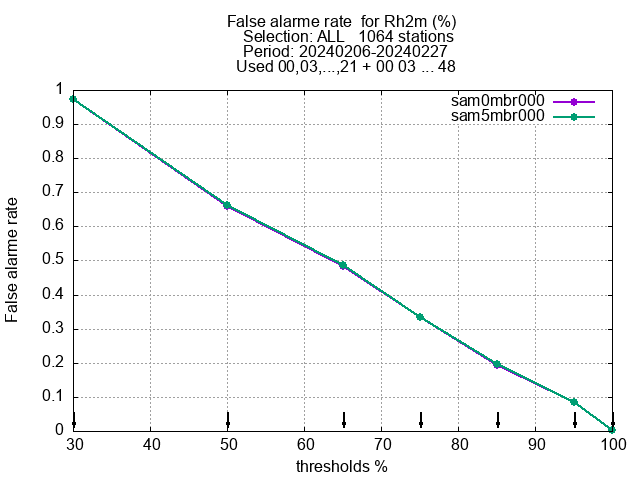 False alarme rate  for Rh2m (%)
Selection: ALL   1064 stations
Period: 20240206-20240227
Used 00,03,...,21 + 00 03 ... 48
sam0mbr000
sam5mbr000
1
0.9
0.8
0.7
0.6
0.5
0.4
0.3
0.2
0.1
0
False alarme rate
30 40 50 60 70 80 90 100
thresholds %